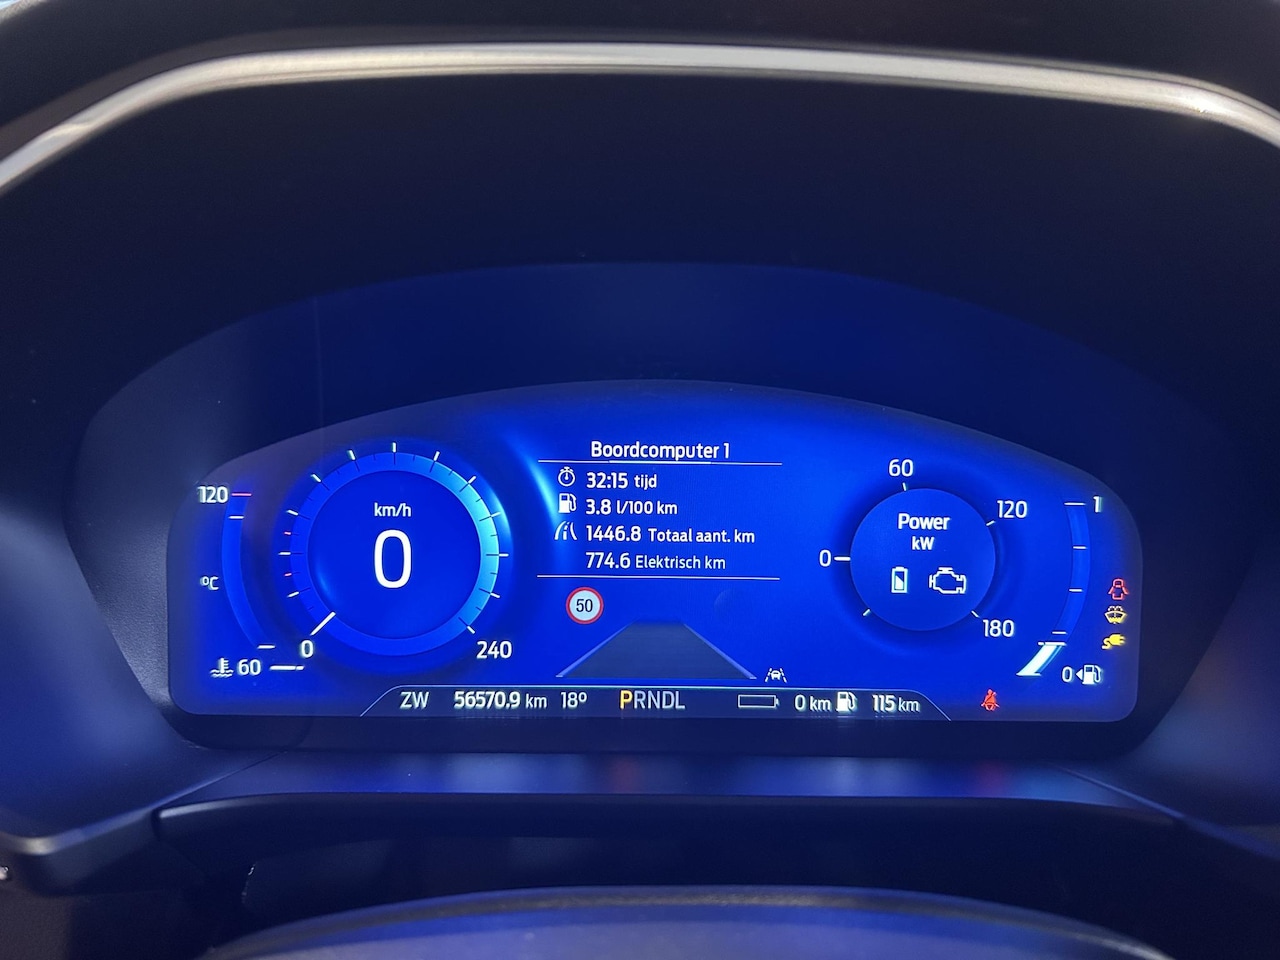 Boordcomputer 1
32:15 tijd
3.8 l/100 km
1446.8 Totaal aant. km
774.6 Elektrisch km
50
120
°C
60
km/h
0
0
240
60
120
0
180
Power
kW
1
0
ZW 56570.9 km 18° PRNDL 0 km 115 km